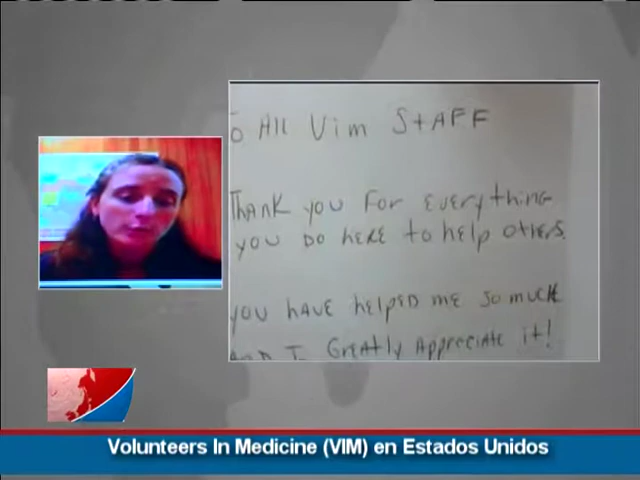 o All Vim STAFF
THANK you FOR EVERything
you DO HERE to HElp otHERS.
you HAVE HElpED mE so mucH
AND I GREAtly AppREciAtE it!
Volunteers In Medicine (VIM) en Estados Unidos